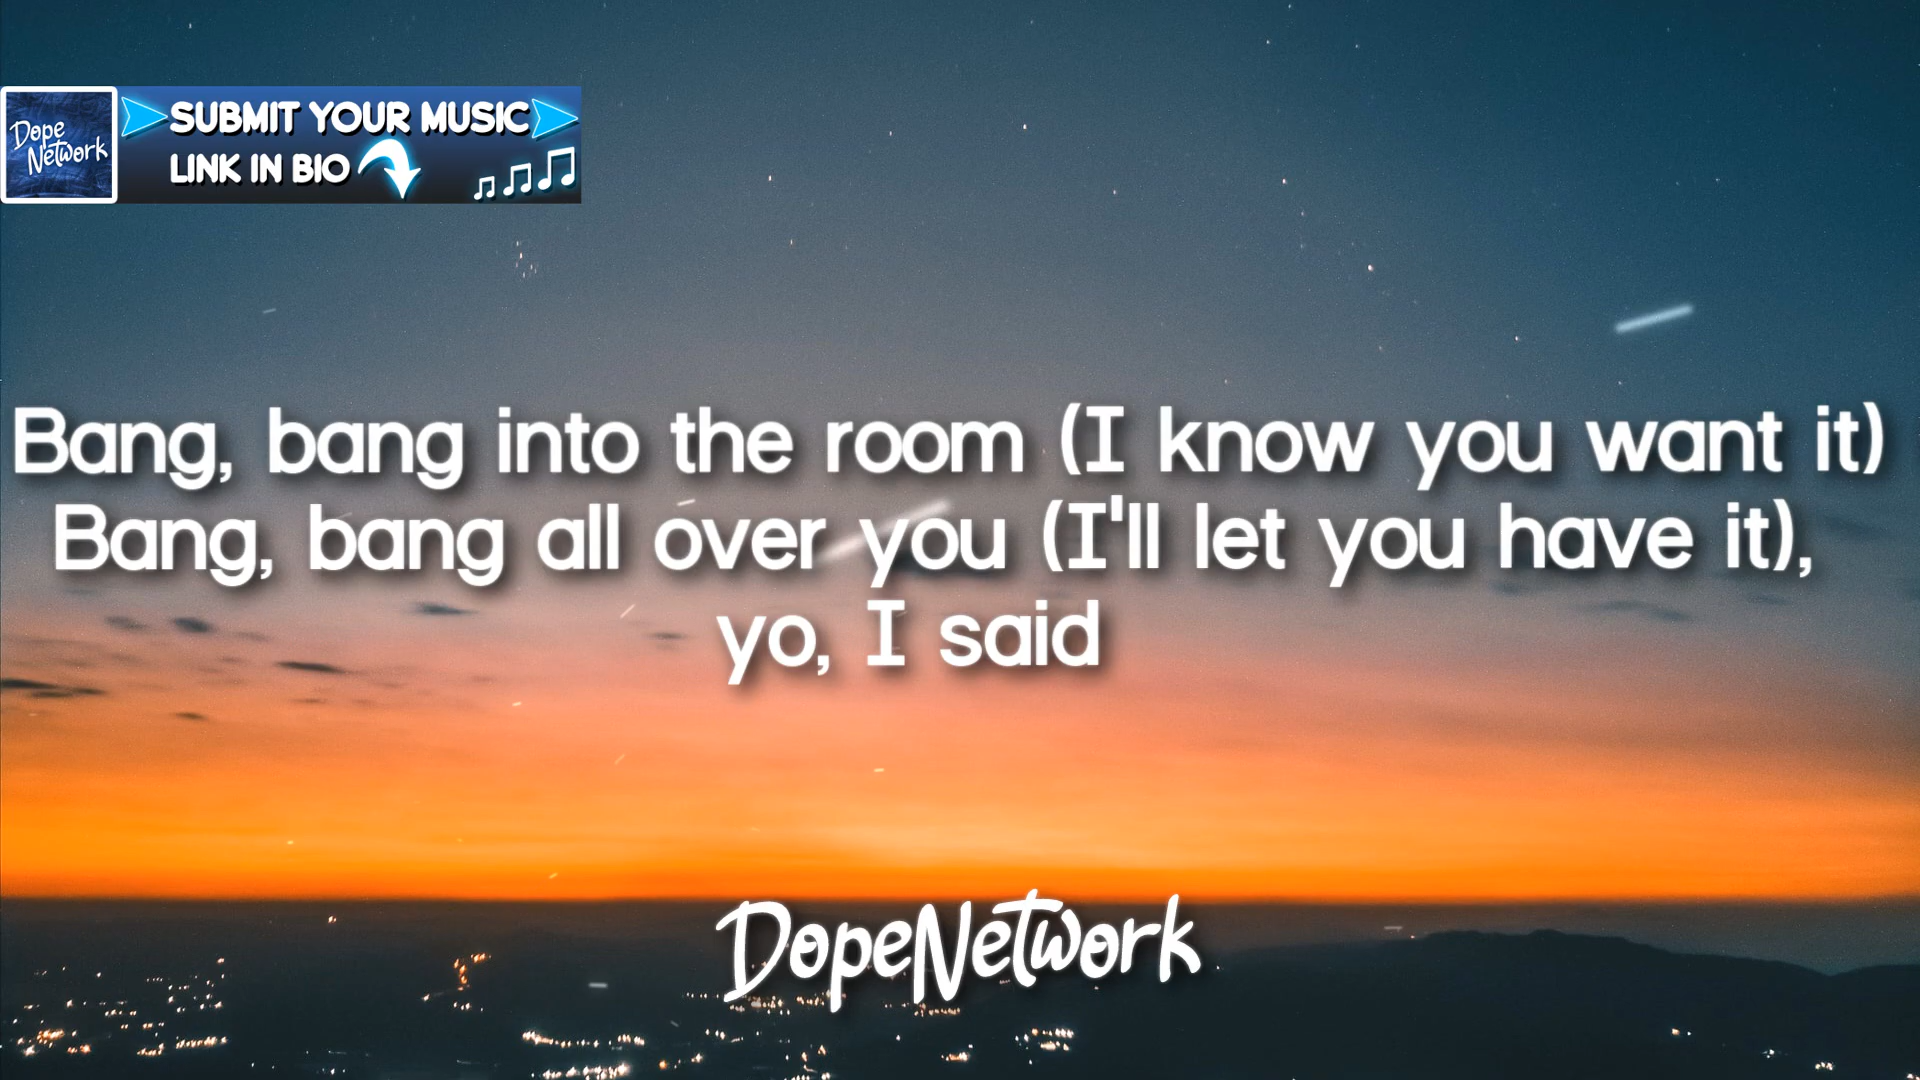 Dope
Network
SUBMIT YOUR MUSIC
LINK IN BIO
Bang, bang into the room (I know you want it)
Bang, bang all over you (I'll let you have it),
yo, I said
DopeNetwork